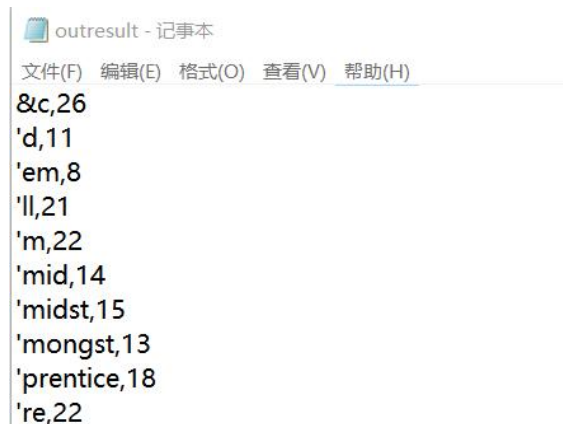 outresult - 记事本
文件(F) 编辑(E) 格式(O) 查看(V) 帮助(H)
&c,26
'd,11
'em,8
'll,21
'm,22
'mid,14
'midst,15
'mongst,13
'prentice,18
're,22